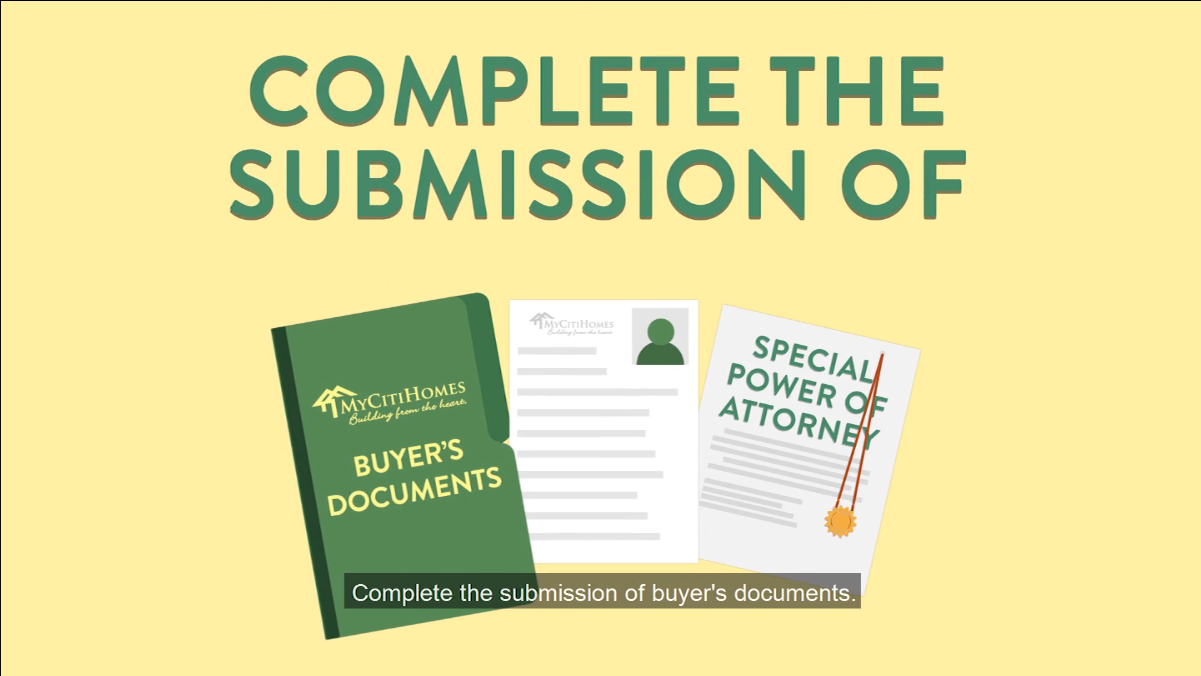 COMPLETE THE
SUBMISSION OF
MYCITIHOMES
Building from the heart.
BUYER'S
DOCUMENTS
MYCITIHOMES
Building from the heart
SPECIAL
POWER OF
ATTORNEY
Complete the submission of buyer's documents.